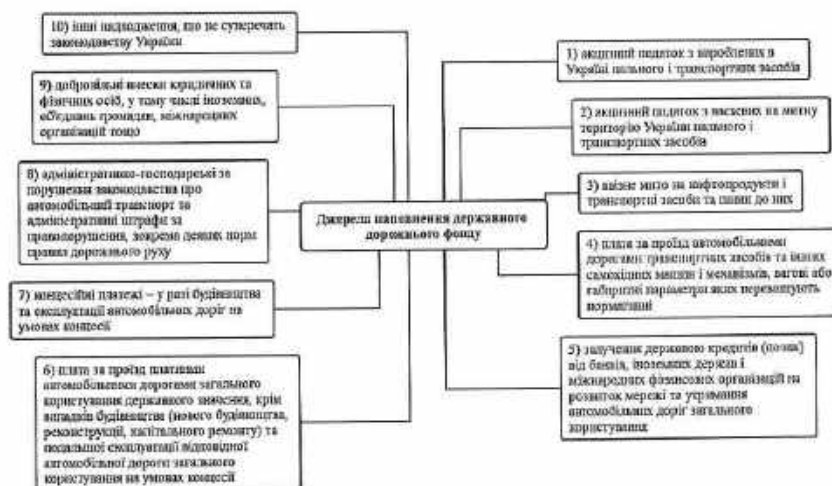 10) інші надходження, що не суперечать
законодавству України
9) добровільні внески юридичних та
фізичних осіб, у тому числі іноземних,
об'єднань громадян, міжнародних
організацій тощо
8) адміністративно-господарські за
порушення законодавства про
автомобільний транспорт та
адміністративні штрафи за
правопорушення, зокрема деяких норм
правил дорожнього руху
7) концесійні платежі – у разі будівництва
та експлуатації автомобільних доріг на
умовах концесії
6) плата за проїзд платними
автомобільними дорогами загального
користування державного значення, крім
випадків будівництва (нового будівництва,
реконструкції, капітального ремонту) та
подальшої експлуатації відповідної
автомобільної дороги загального
користування на умовах концесії
Джерела наповнення державного
дорожнього фонду
1) акцизний податок з вироблених в
Україні пального і транспортних засобів
2) акцизний податок з ввезених на митну
територію України пального і
транспортних засобів
3) ввізне мито на нафтопродукти і
транспортні засоби та шини до них
4) плата за проїзд автомобільними
дорогами транспортних засобів та інших
самохідних машин і механізмів, вагові або
габаритні параметри яких перевищують
нормативні
5) залучення державою кредитів (позик)
від банків, іноземних держав і
міжнародних фінансових організацій на
розвиток мережі та утримання
автомобільних доріг загального
користування